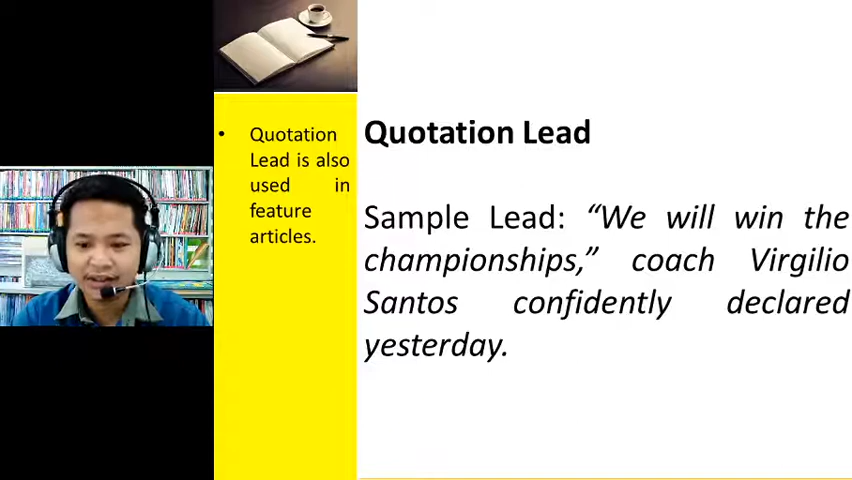 • Quotation
Lead is also
used in
feature
articles.
Quotation Lead
Sample Lead: “We will win the
championships,” coach Virgilio
Santos confidently declared
yesterday.